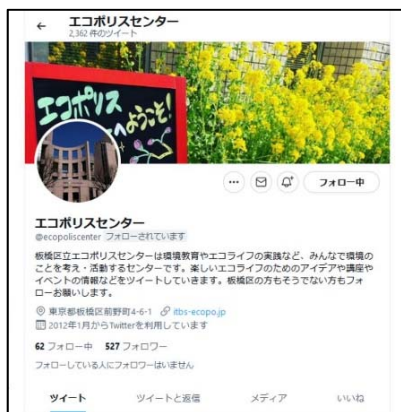 エコポリスセンター
2,362 件のツイート
エコポリス
へようこそ!
フォロー中
エコポリスセンター
@ecopoliscenter フォローされています
板橋区立エコポリスセンターは環境教育やエコライフの実践など、みんなで環境の
ことを考え・活動するセンターです。楽しいエコライフのためのアイデアや講座や
イベントの情報などをツイートしていきます。板橋区の方もそうでない方もフォ
ローお願いします。
東京都板橋区前野町4-6-1 itbs-ecopo.jp
2012年1月からTwitterを利用しています
62 フォロー中 527 フォロワー
フォローしている人にフォロワーはいません
ツイート ツイートと返信 メディア いいね